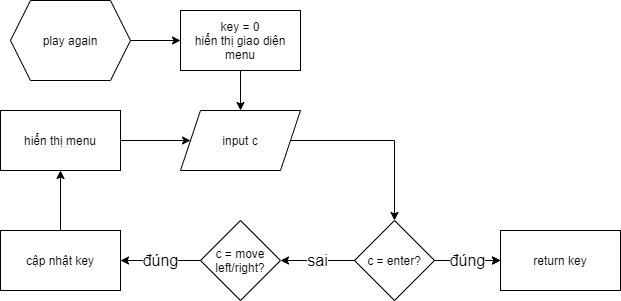 play again
key = 0
hiển thị giao diện
menu
hiển thị menu
input c
cập nhật key
đúng
c = move
left/right?
sai
c = enter?
đúng
return key